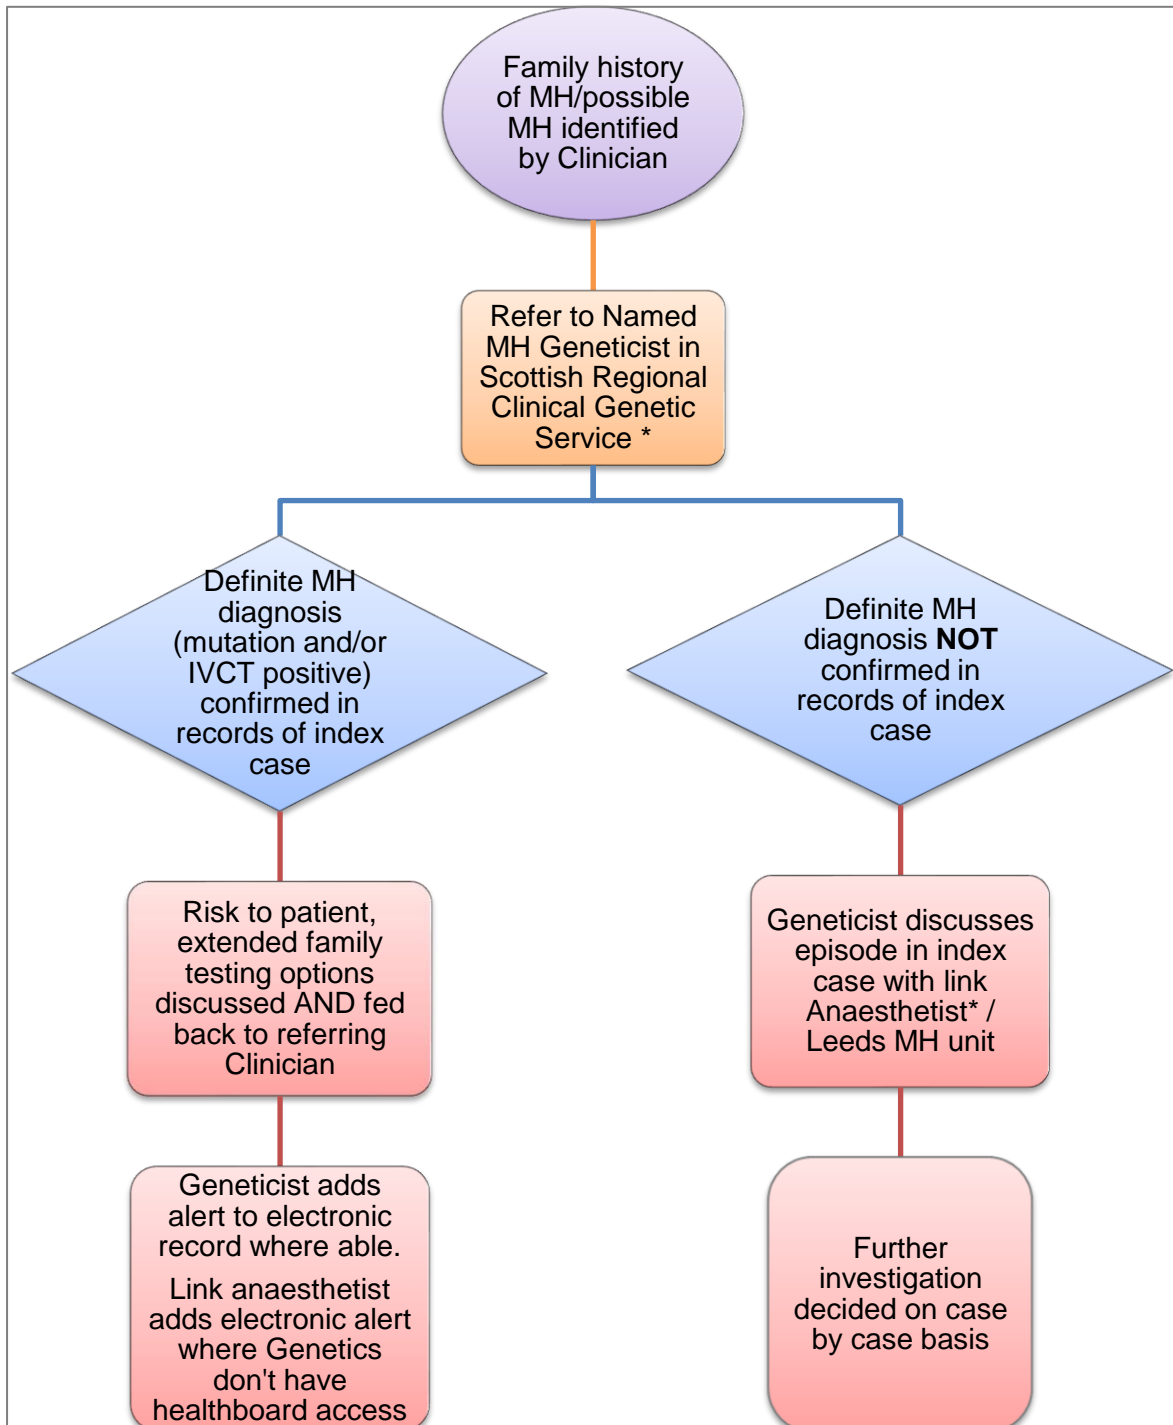 Family history
of MH/possible
MH identified
by Clinician
Refer to Named
MH Geneticist in
Scottish Regional
Clinical Genetic
Service *
Definite MH
diagnosis
(mutation and/or
IVCT positive)
confirmed in
records of index
case
Definite MH
diagnosis NOT
confirmed in
records of index
case
Risk to patient,
extended family
testing options
discussed AND fed
back to referring
Clinician
Geneticist discusses
episode in index
case with link
Anaesthetist* /
Leeds MH unit
Geneticist adds
alert to electronic
record where able.
Link anaesthetist
adds electronic alert
where Genetics
don't have
healthboard access
Further
investigation
decided on case
by case basis